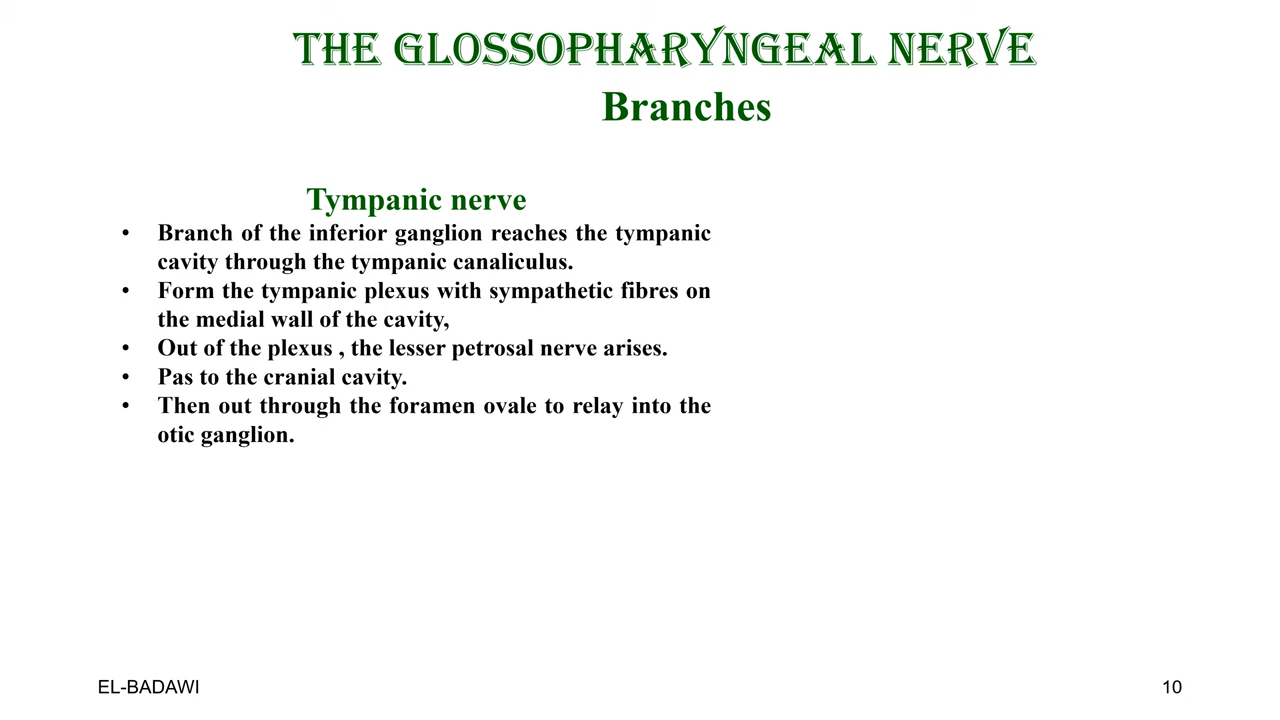 THE GLOSSOPHARYNGEAL NERVE
Branches
Tympanic nerve
• Branch of the inferior ganglion reaches the tympanic
cavity through the tympanic canaliculus.
• Form the tympanic plexus with sympathetic fibres on
the medial wall of the cavity,
• Out of the plexus , the lesser petrosal nerve arises.
• Pas to the cranial cavity.
• Then out through the foramen ovale to relay into the
otic ganglion.
EL-BADAWI
10